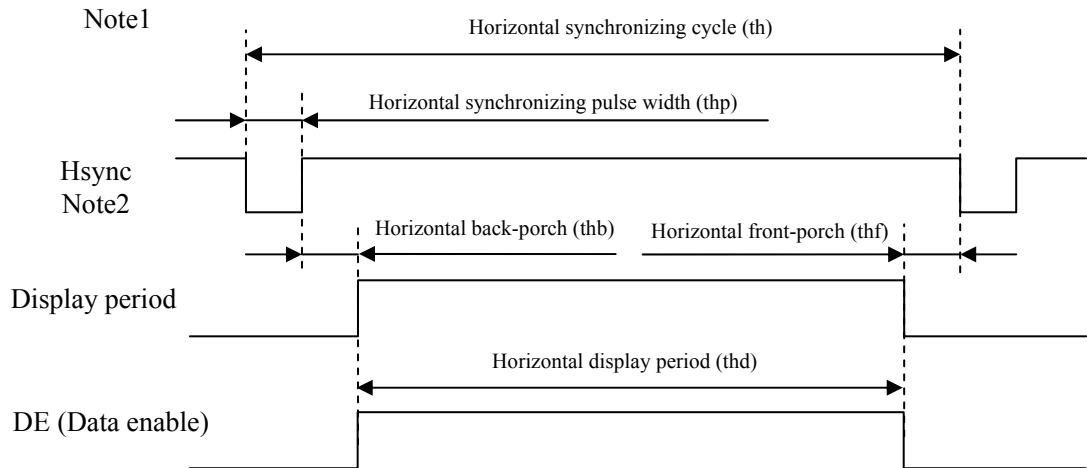 Note1
Horizontal synchronizing cycle (th)
Horizontal synchronizing pulse width (thp)
Hsync
Note2
Horizontal back-porch (thb)
Horizontal front-porch (thf)
Display period
Horizontal display period (thd)
DE (Data enable)